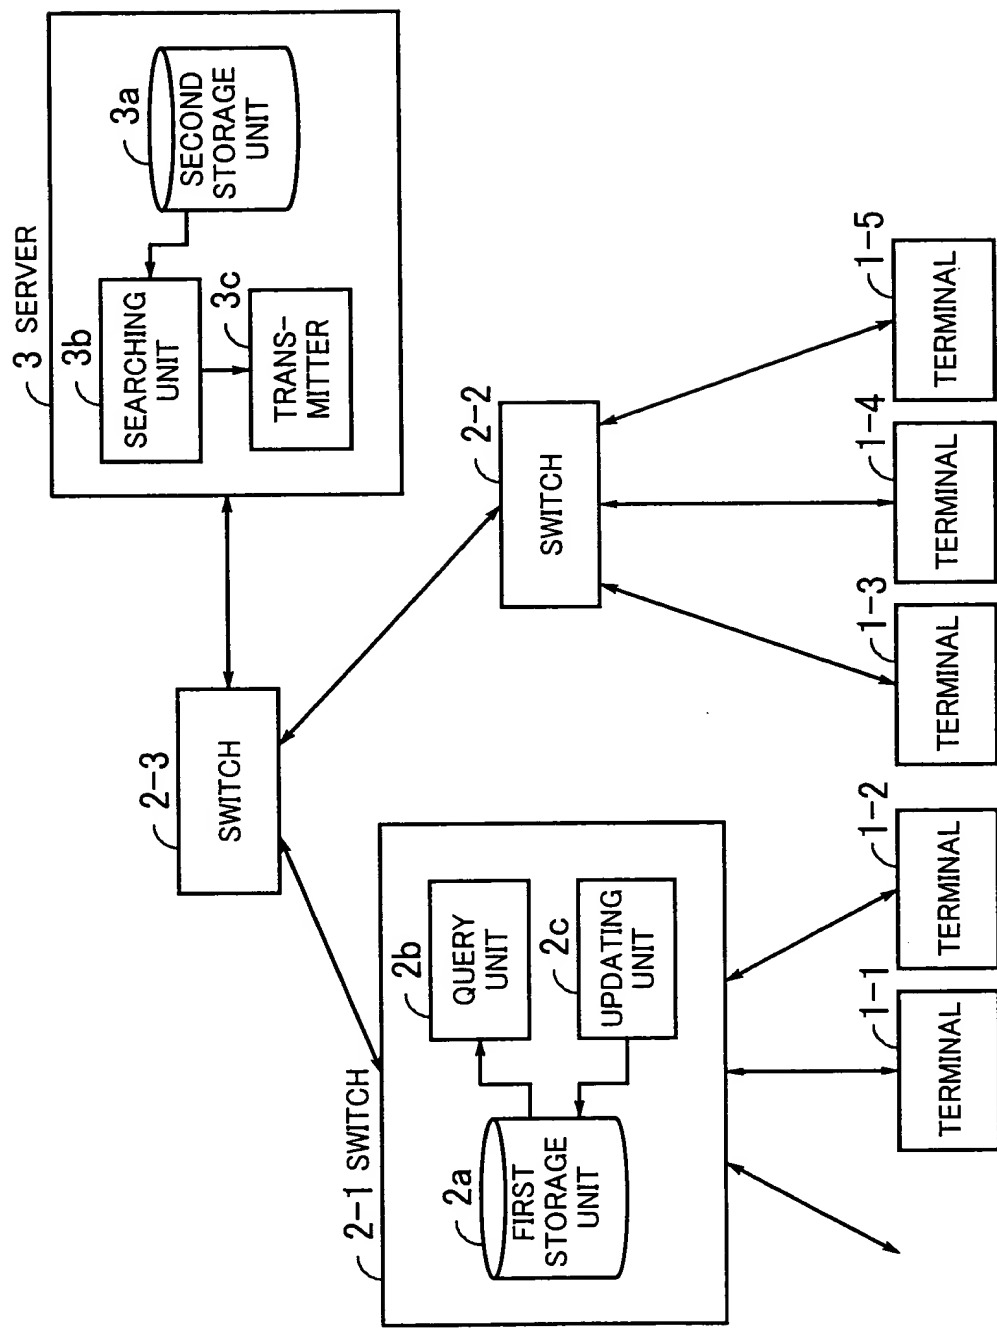 3 SERVER
3b
SEARCHING
UNIT
3a
SECOND
STORAGE
UNIT
3c
TRANS-
MITTER
2-3
SWITCH
2-2
SWITCH
2-1 SWITCH
2a
FIRST
STORAGE
UNIT
2b
QUERY
UNIT
2c
UPDATING
UNIT
1-1
TERMINAL
1-2
TERMINAL
1-3
TERMINAL
1-4
TERMINAL
1-5
TERMINAL